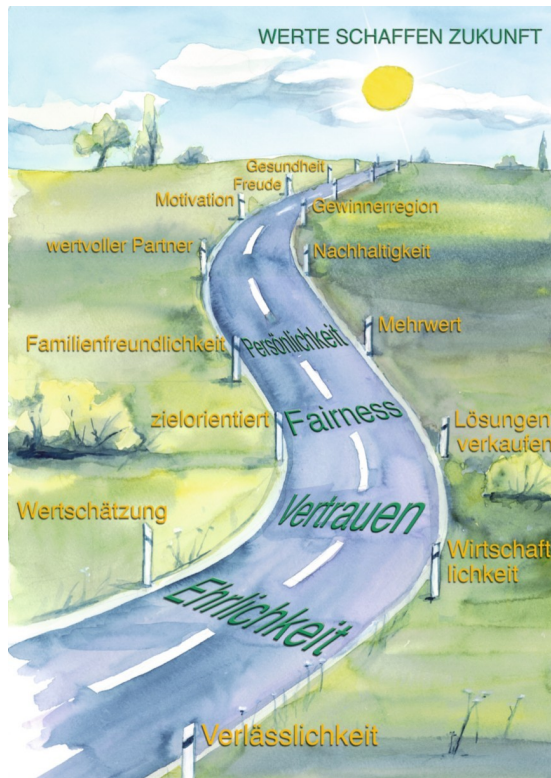 WERTE SCHAFFEN ZUKUNFT
Gesundheit
Freude
Motivation
Gewinnerregion
wertvoller Partner
Nachhaltigkeit
Mehrwert
Familienfreundlichkeit
Persönlichkeit
zielorientiert
Fairness
Lösungen
verkaufen
Wertschätzung
Vertrauen
Wirtschaft
lichkeit
Ehrlichkeit
Verlässlichkeit